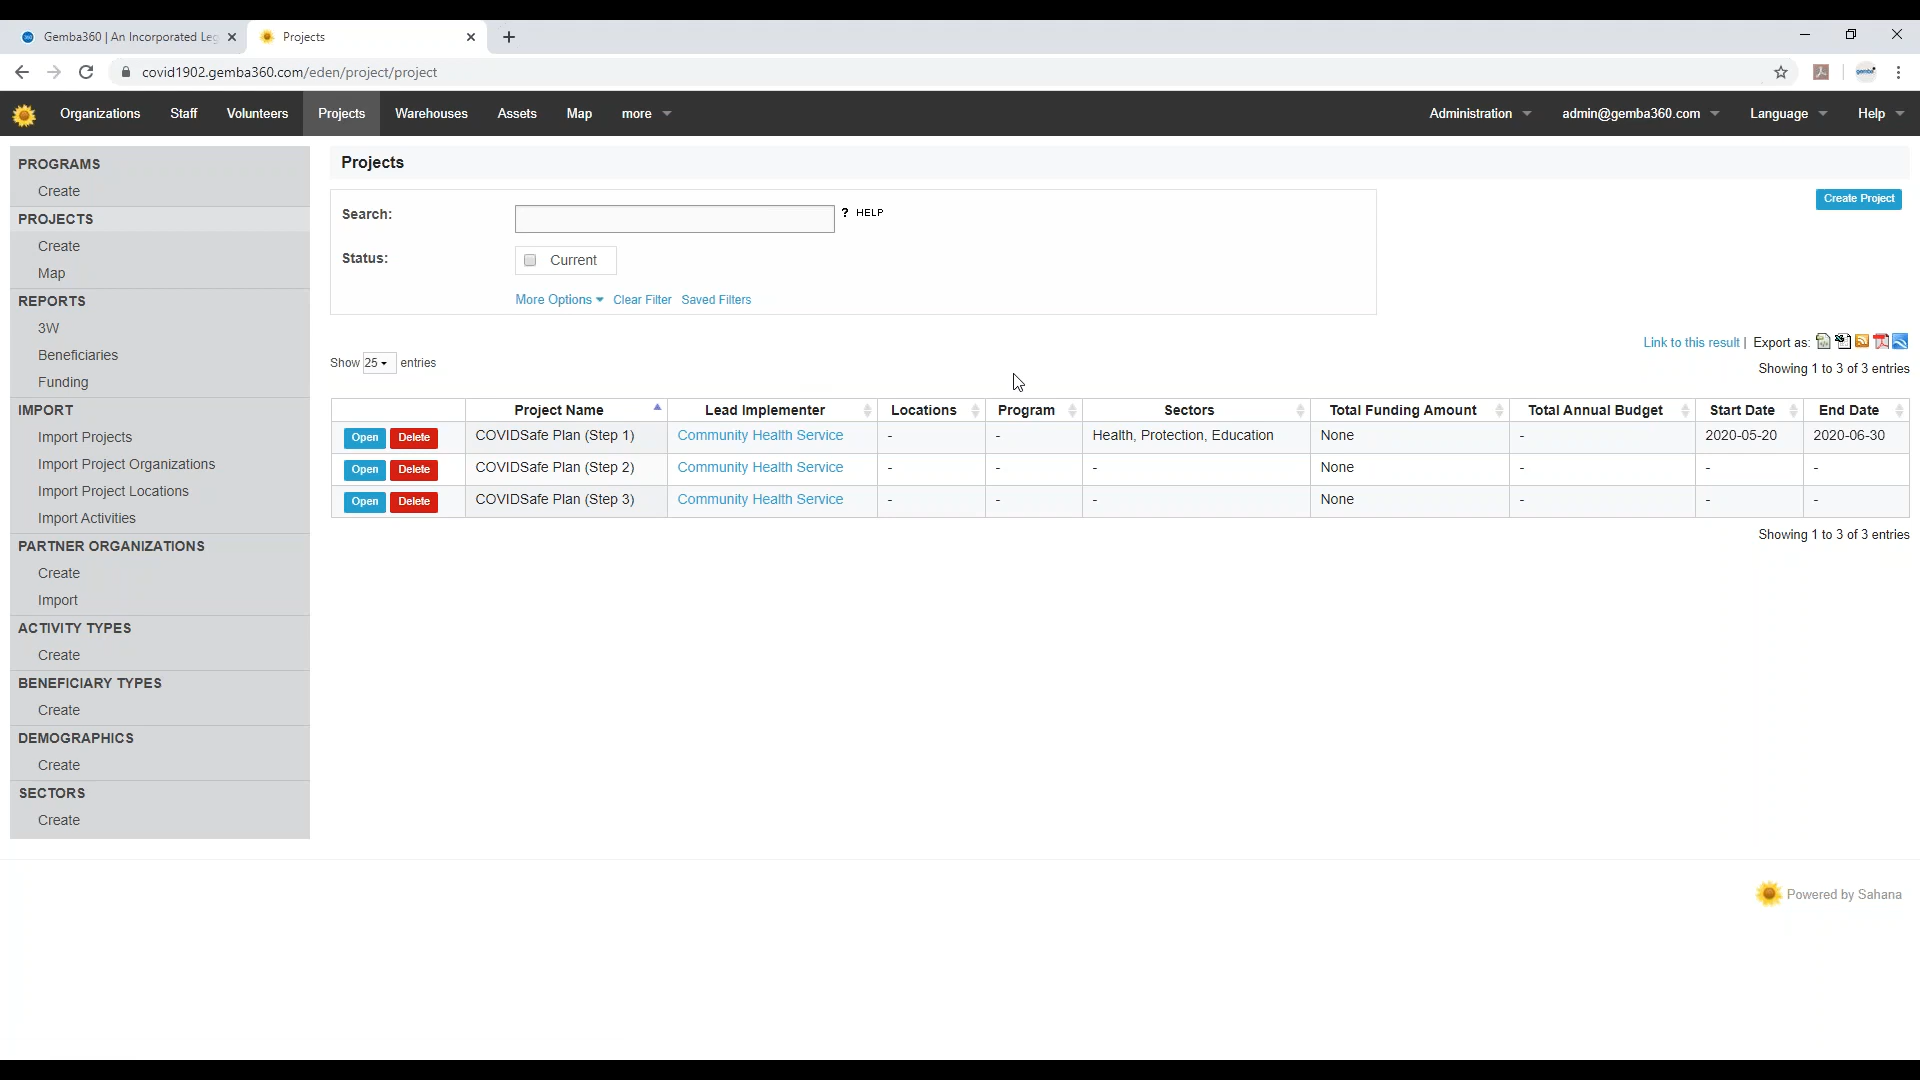 Gemba360 | An Incorporated Leg
Projects
covid1902.gemba360.com/eden/project/project
Organizations Staff Volunteers Projects Warehouses Assets Map more Administration admin@gemba360.com Language Help
PROGRAMS
Create
PROJECTS
Create
Map
REPORTS
3W
Beneficiaries
Funding
IMPORT
Import Projects
Import Project Organizations
Import Project Locations
Import Activities
PARTNER ORGANIZATIONS
Create
Import
ACTIVITY TYPES
Create
BENEFICIARY TYPES
Create
DEMOGRAPHICS
Create
SECTORS
Create
Projects
Create Project
Search: ? HELP
Status: Current
More Options Clear Filter Saved Filters
Link to this result | Export as:
Show 25 entries
Showing 1 to 3 of 3 entries
Project Name Lead Implementer Locations Program Sectors Total Funding Amount Total Annual Budget Start Date End Date
Open Delete COVIDSafe Plan (Step 1) Community Health Service - - Health, Protection, Education None - 2020-05-20 2020-06-30
Open Delete COVIDSafe Plan (Step 2) Community Health Service - - - None - - -
Open Delete COVIDSafe Plan (Step 3) Community Health Service - - - None - - -
Showing 1 to 3 of 3 entries
Powered by Sahana